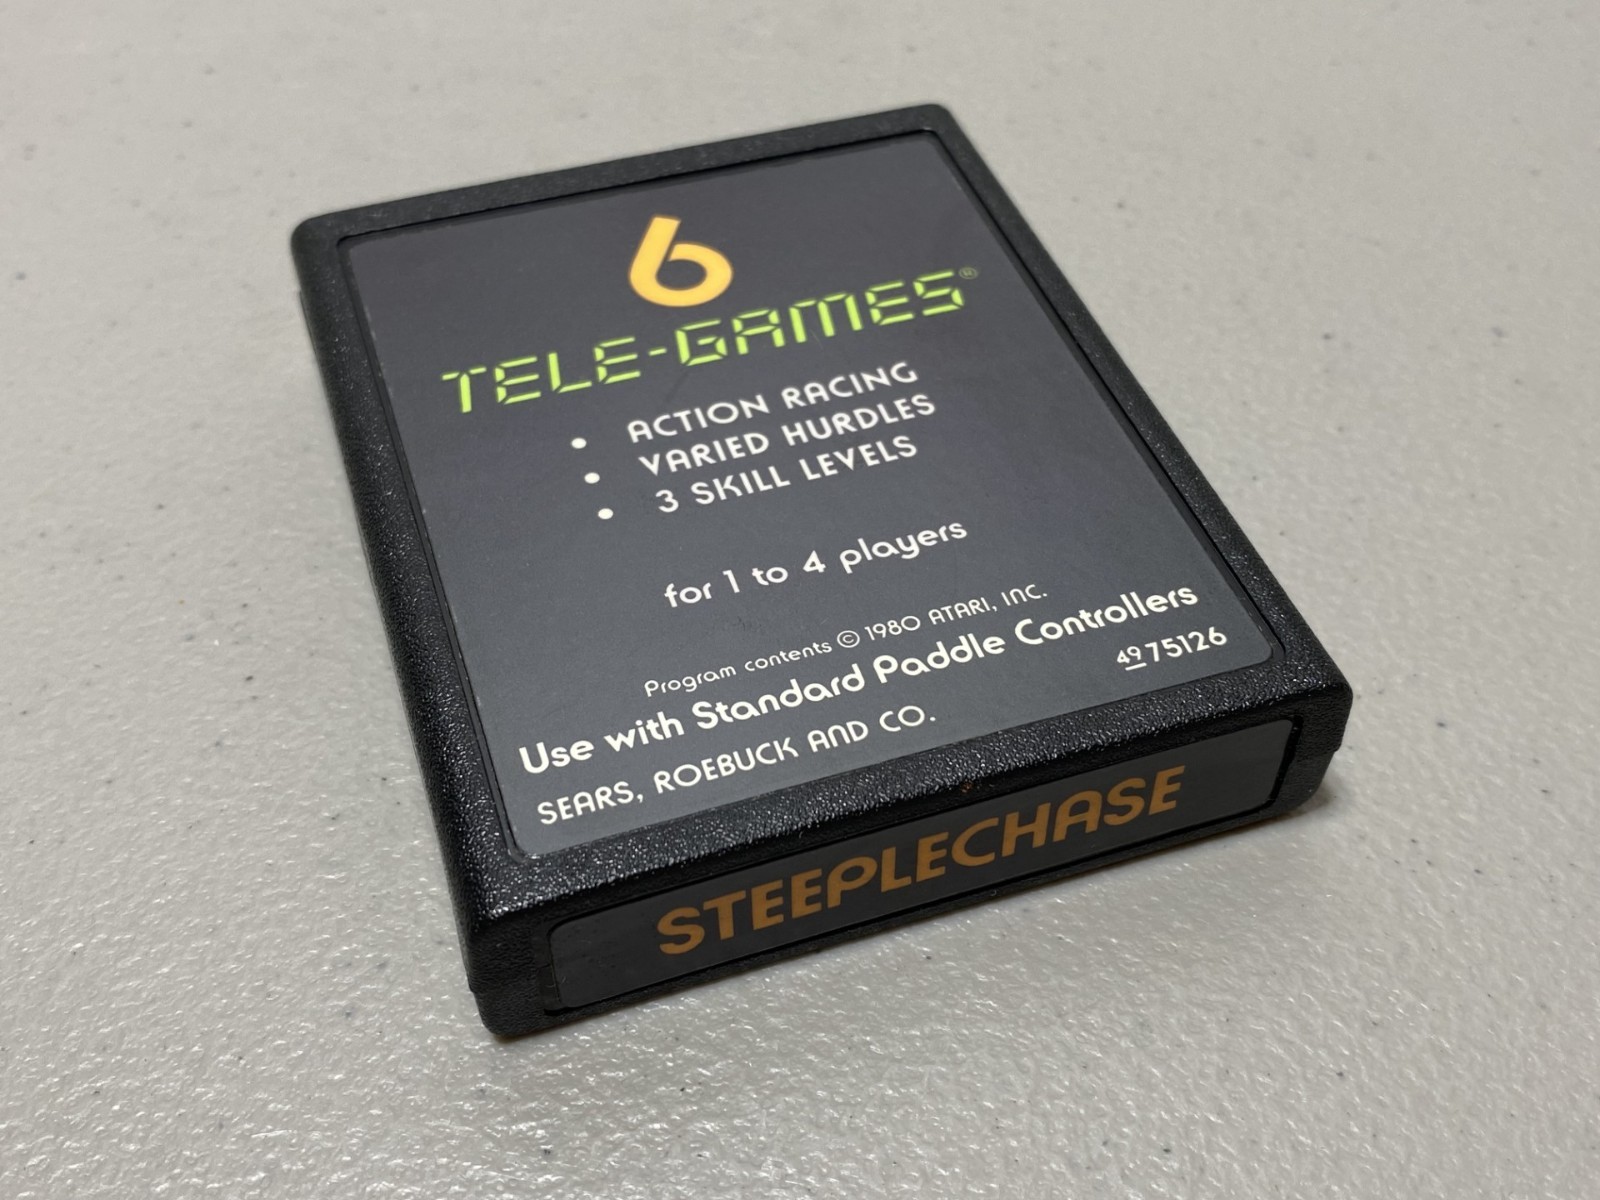 6
TELE-GAMES®
• ACTION RACING
• VARIED HURDLES
• 3 SKILL LEVELS
for 1 to 4 players
Program contents © 1980 ATARI, INC.
Use with Standard Paddle Controllers
SEARS, ROEBUCK AND CO.
49 75126
STEEPLECHASE